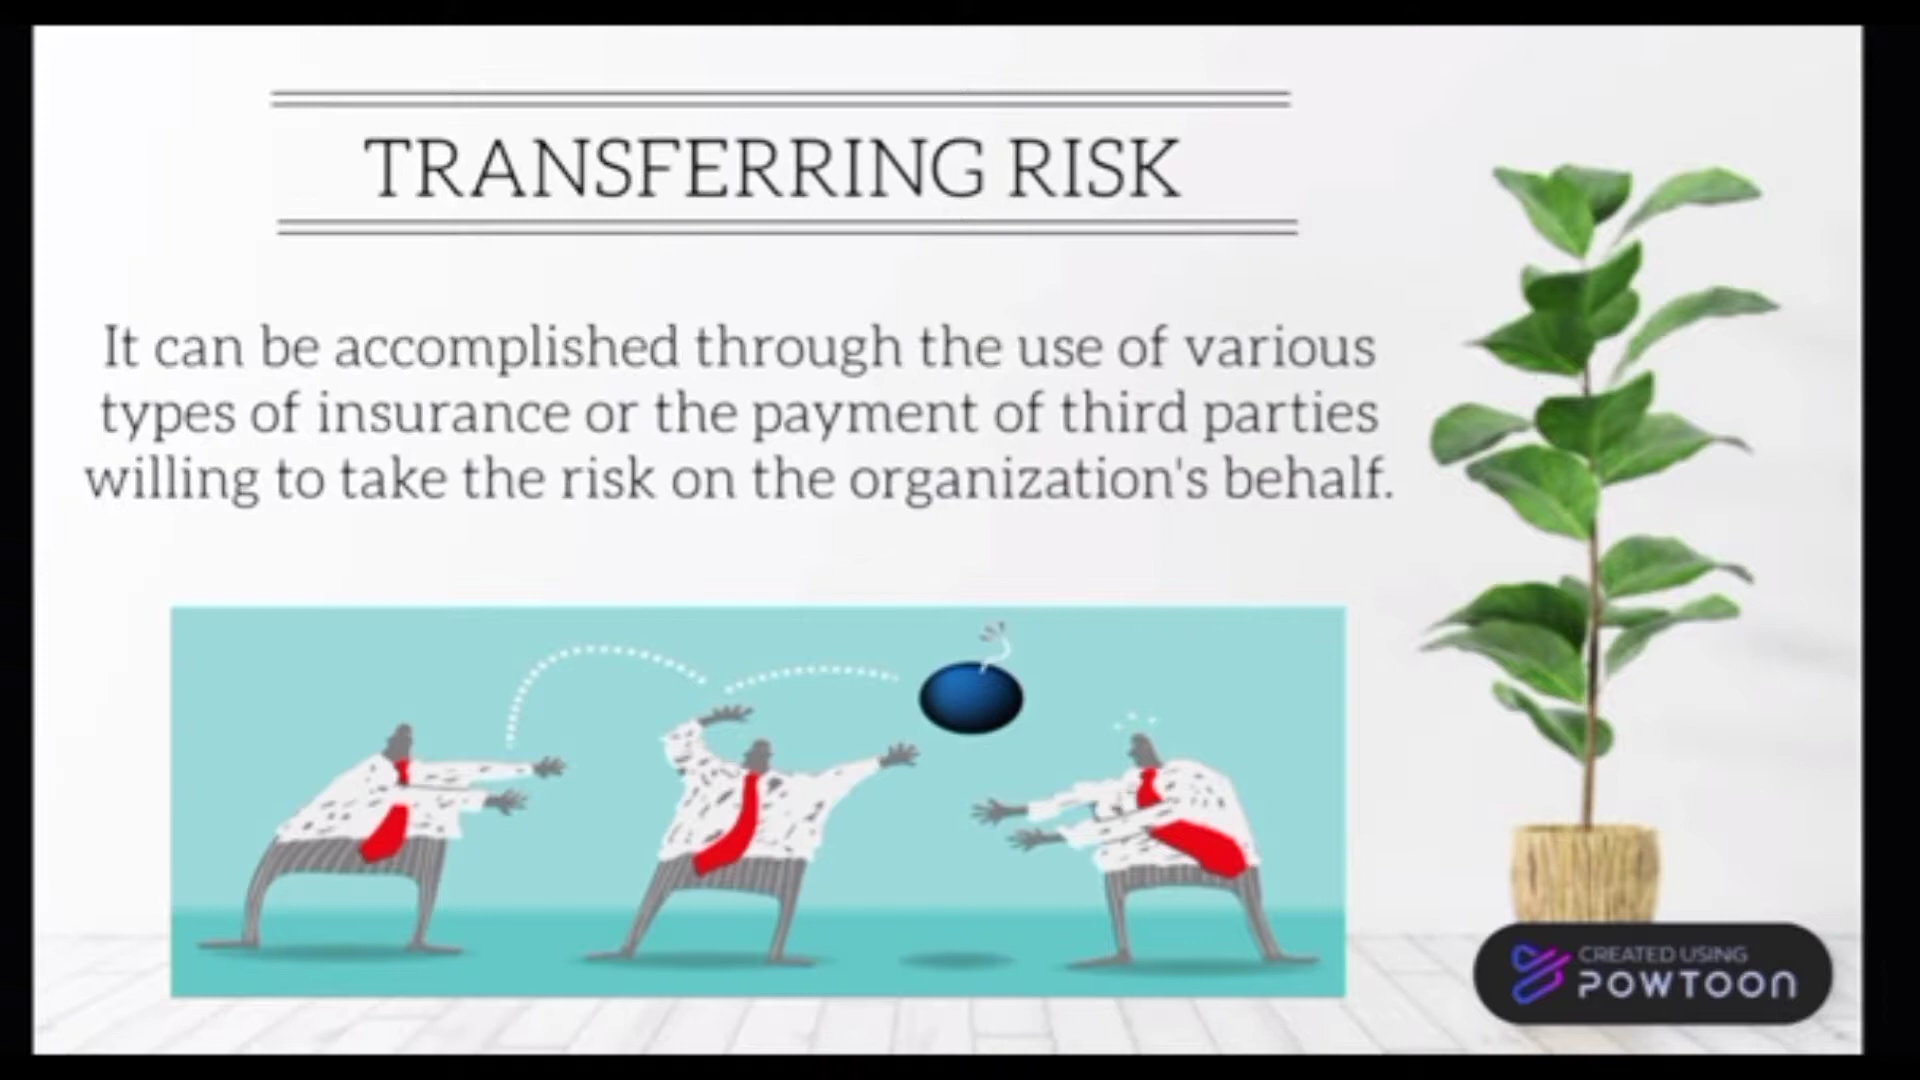 TRANSFERRING RISK
It can be accomplished through the use of various
types of insurance or the payment of third parties
willing to take the risk on the organization's behalf.
CREATED USING
POWTOON